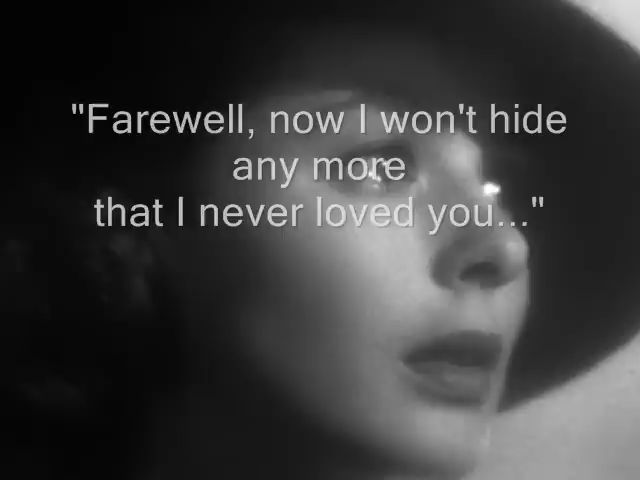 "Farewell, now I won't hide
any more
that I never loved you..."